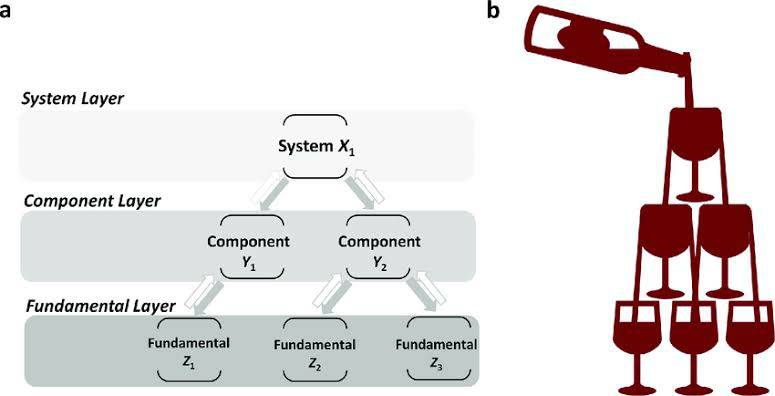 a
b
System Layer
System X1
Component Layer
Component Component
Y1 Y2
Fundamental Layer
Fundamental Fundamental Fundamental
Z1 Z2 Z3